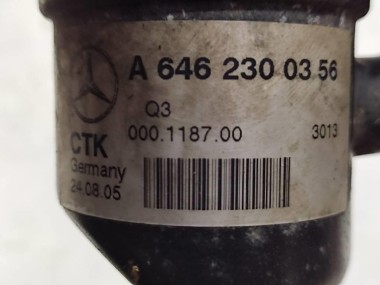 A 646 230 03 56
Q3
000.1187.00 3013
CTK
Germany
24.08.05